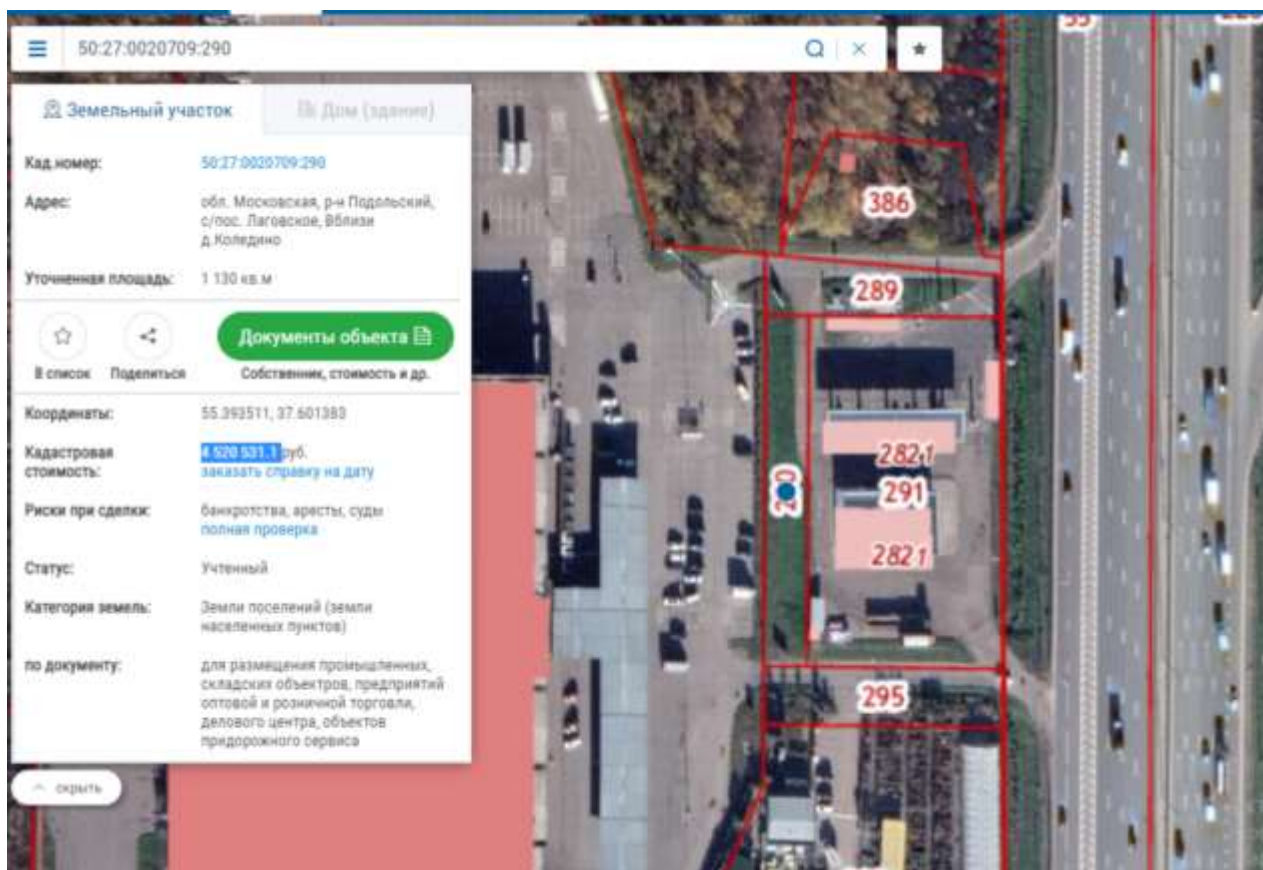 50:27:0020709:290
Земельный участок
Дом (здание)
Кад.номер: 50:27:0020709:290
Адрес: обл. Московская, р-н Подольский,
с/пос. Лаговское, Вблизи
д.Коледино
Уточненная площадь: 1 130 кв.м
Документы объекта
В список Поделиться Собственник, стоимость и др.
Координаты: 55.393511, 37.601383
Кадастровая 4 520 531.1 руб.
стоимость: заказать справку на дату
Риски при сделки: банкротства, аресты, суды
полная проверка
Статус: Учтенный
Категория земель: Земли поселений (земли
населенных пунктов)
по документу: для размещения промышленных,
складских объектров, предприятий
оптовой и розничной торговли,
делового центра, объектов
придорожного сервиса
скрыть
386
289
2821
291
2821
295